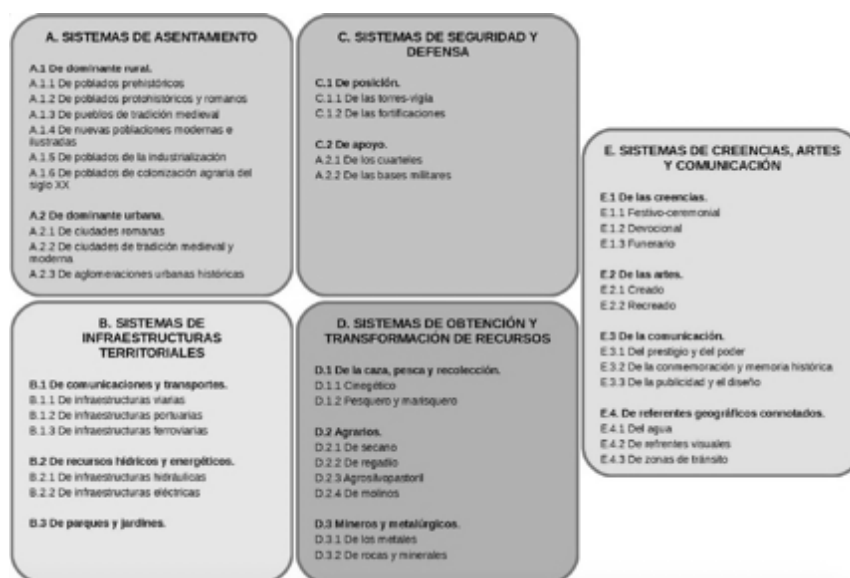 A. SISTEMAS DE ASENTAMIENTO
A.1 De dominante rural.
A.1.1 De poblados prehistóricos
A.1.2 De poblados protohistóricos y romanos
A.1.3 De pueblos de tradición medieval
A.1.4 De nuevas poblaciones modernas e
ilustradas
A.1.5 De poblados de la industrialización
A.1.6 De poblados de colonización agraria del
siglo XX
A.2 De dominante urbana.
A.2.1 De ciudades romanas
A.2.2 De ciudades de tradición medieval y
moderna
A.2.3 De aglomeraciones urbanas históricas
B. SISTEMAS DE
INFRAESTRUCTURAS
TERRITORIALES
B.1 De comunicaciones y transportes.
B.1.1 De infraestructuras viarias
B.1.2 De infraestructuras portuarias
B.1.3 De infraestructuras ferroviarias
B.2 De recursos hídricos y energéticos.
B.2.1 De infraestructuras hidráulicas
B.2.2 De infraestructuras eléctricas
B.3 De parques y jardines.
C. SISTEMAS DE SEGURIDAD Y
DEFENSA
C.1 De posición.
C.1.1 De las torres-vigía
C.1.2 De las fortificaciones
C.2 De apoyo.
A.2.1 De los cuarteles
A.2.2 De las bases militares
D. SISTEMAS DE OBTENCIÓN Y
TRANSFORMACIÓN DE RECURSOS
D.1 De la caza, pesca y recolección.
D.1.1 Cinegético
D.1.2 Pesquero y marisquero
D.2 Agrarios.
D.2.1 De secano
D.2.2 De regadío
D.2.3 Agrosilvopastoril
D.2.4 De molinos
D.3 Mineros y metalúrgicos.
D.3.1 De los metales
D.3.2 De rocas y minerales
E. SISTEMAS DE CREENCIAS, ARTES
Y COMUNICACIÓN
E.1 De las creencias.
E.1.1 Festivo-ceremonial
E.1.2 Devocional
E.1.3 Funerario
E.2 De las artes.
E.2.1 Creado
E.2.2 Recreado
E.3 De la comunicación.
E.3.1 Del prestigio y del poder
E.3.2 De la conmemoración y memoria histórica
E.3.3 De la publicidad y el diseño
E.4. De referentes geográficos connotados.
E.4.1 Del agua
E.4.2 De refrentes visuales
E.4.3 De zonas de tránsito